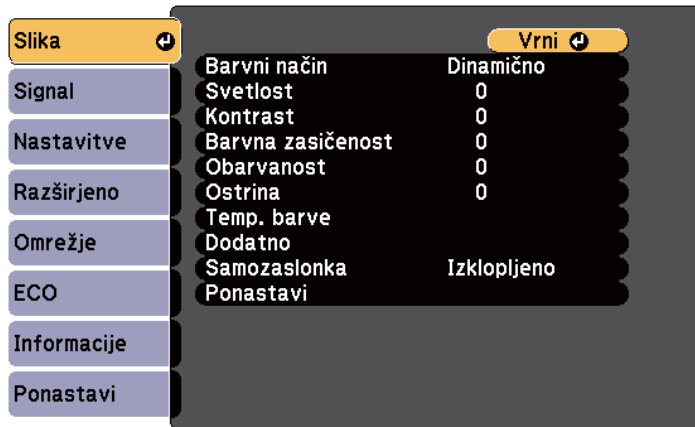 Slika
Signal
Nastavitve
Razširjeno
Omrežje
ECO
Informacije
Ponastavi
Vrni
Barvni način Dinamično
Svetlost 0
Kontrast 0
Barvna zasičenost 0
Obarvanost 0
Ostrina 0
Temp. barve
Dodatno
Samozaslonka Izklopljeno
Ponastavi